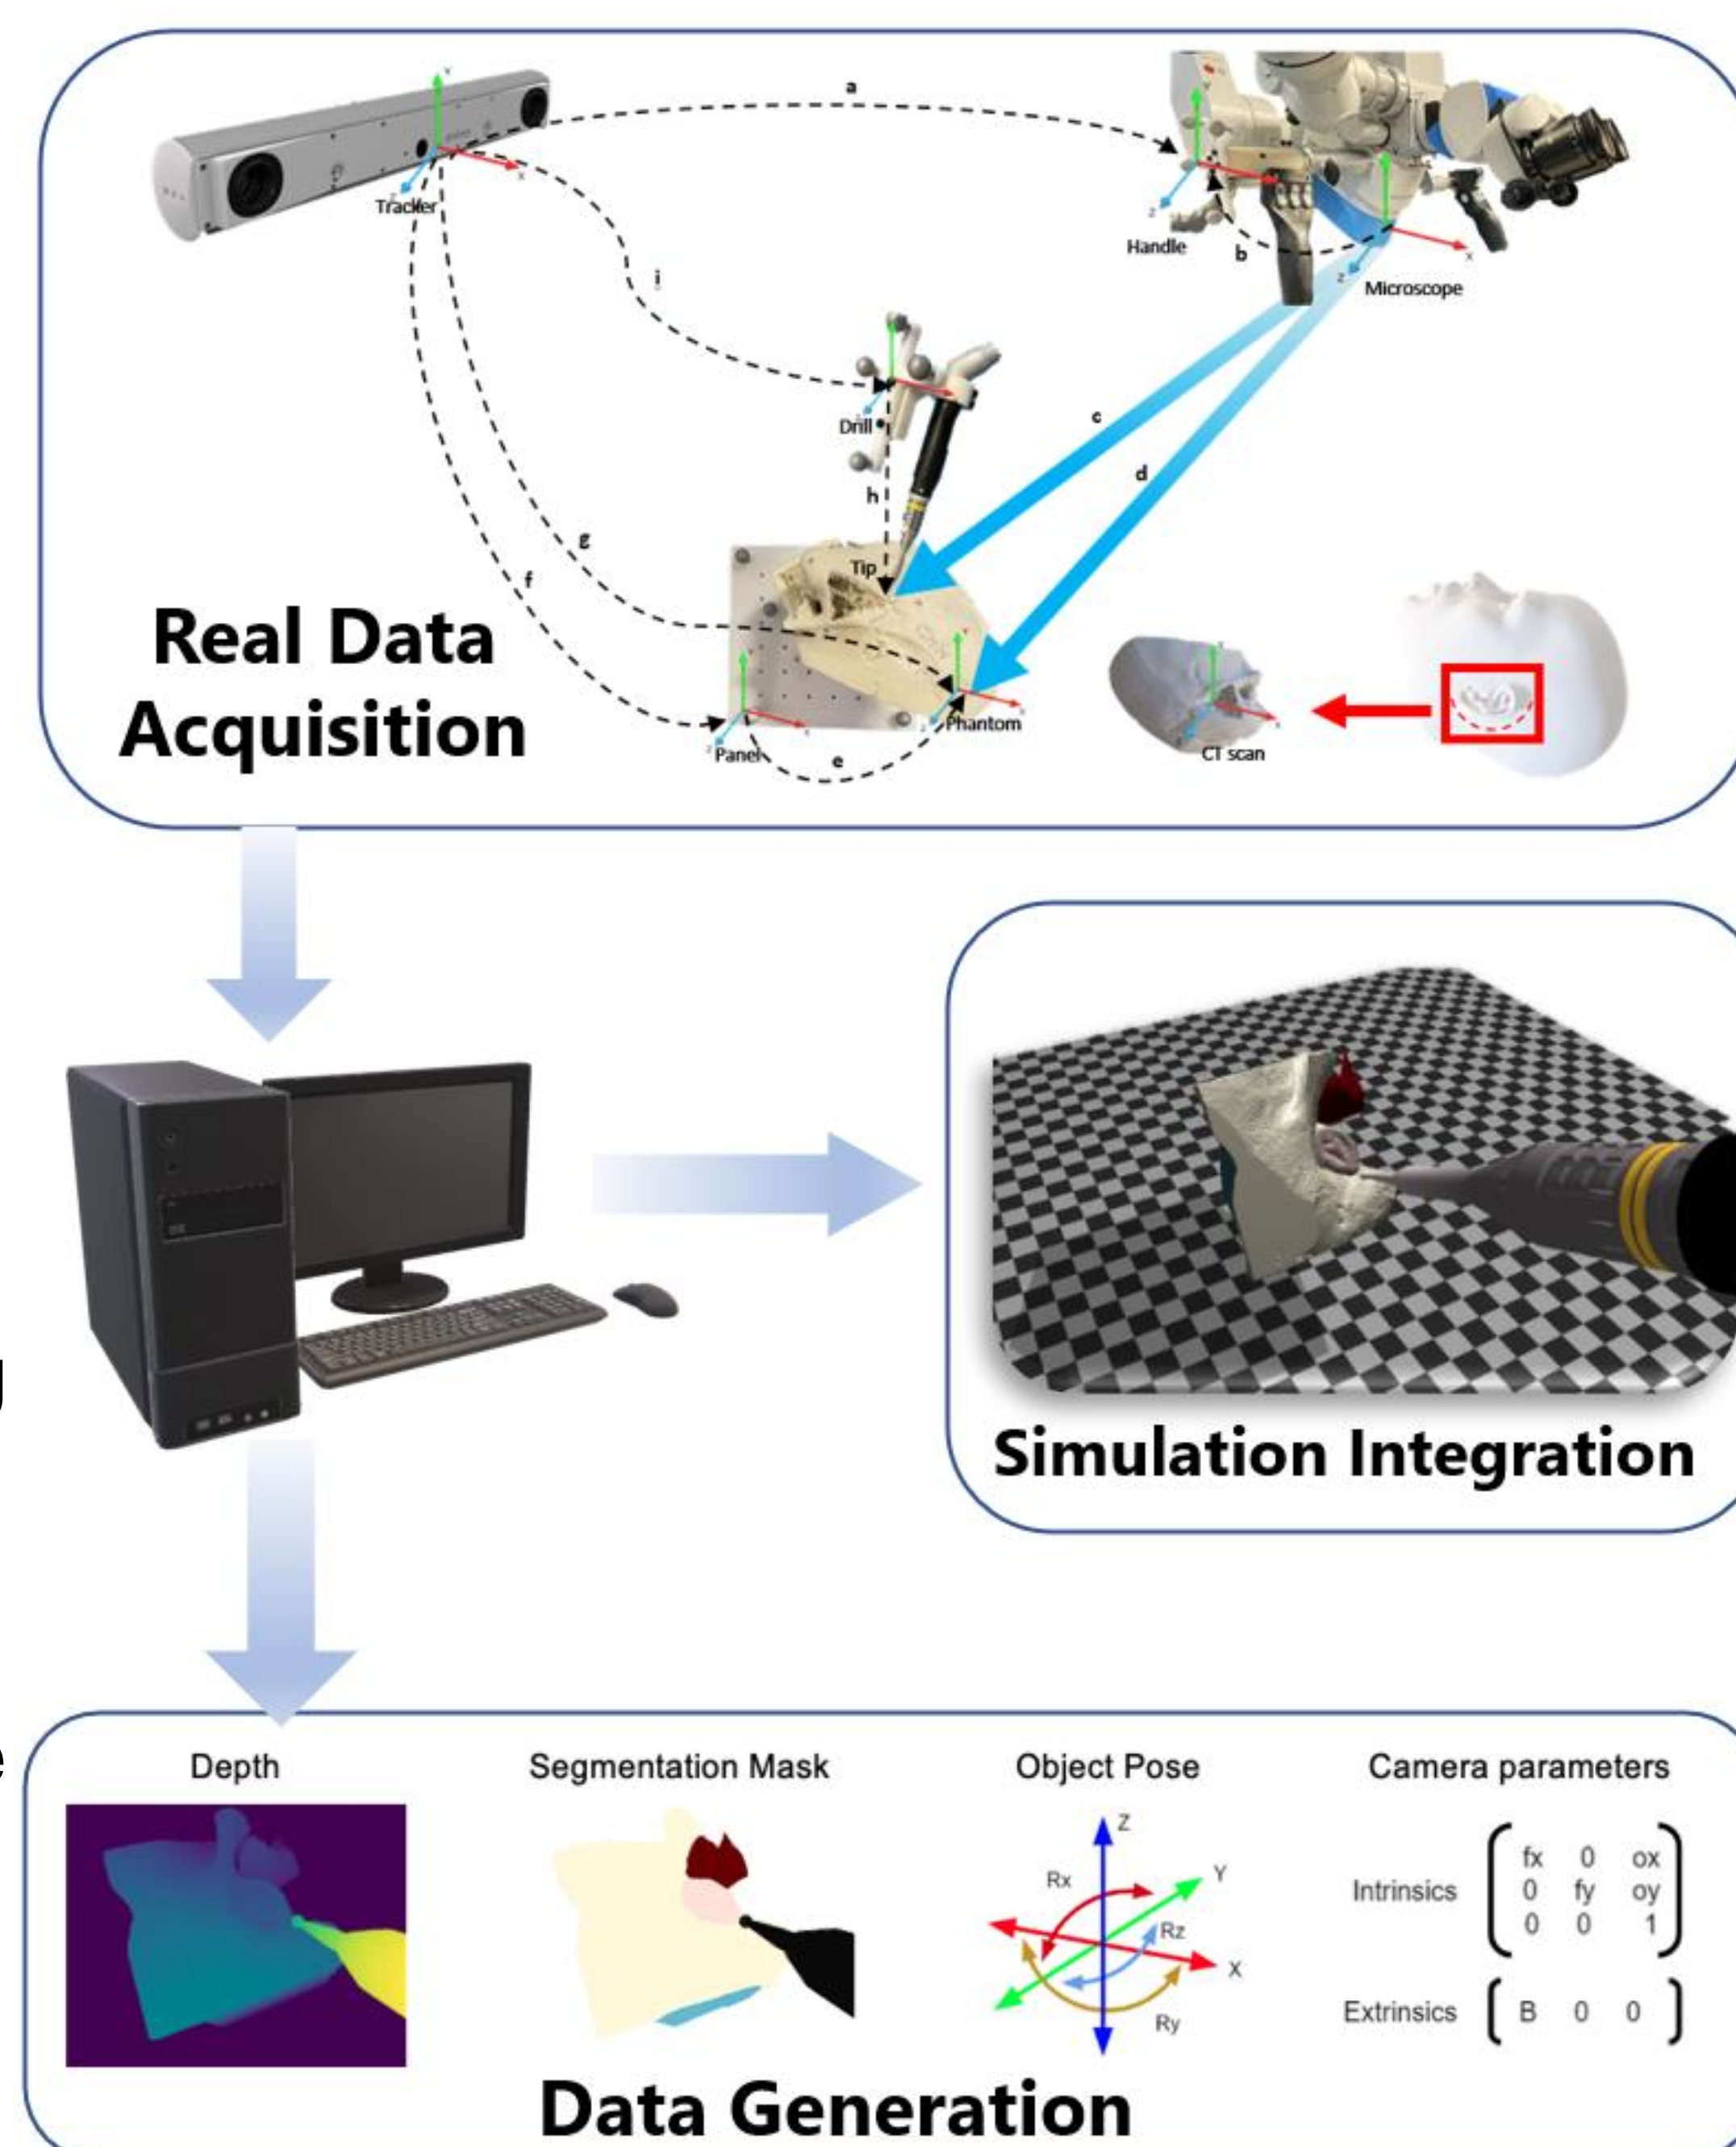 a
Y
X
Z
Tracker
Y
X
Z
Handle
b
X
Z
Microscope
i
c
Drill
d
h
g
Tip
f
Real Data
Acquisition
Phantom
Panel
e
CT scan
g
Simulation Integration
e
Depth
Segmentation Mask
Object Pose
Camera parameters
Z
Y
Rx
Rz
X
Ry
Intrinsics
fx 0 ox
0 fy oy
0 0 1
Extrinsics
B 0 0
Data Generation